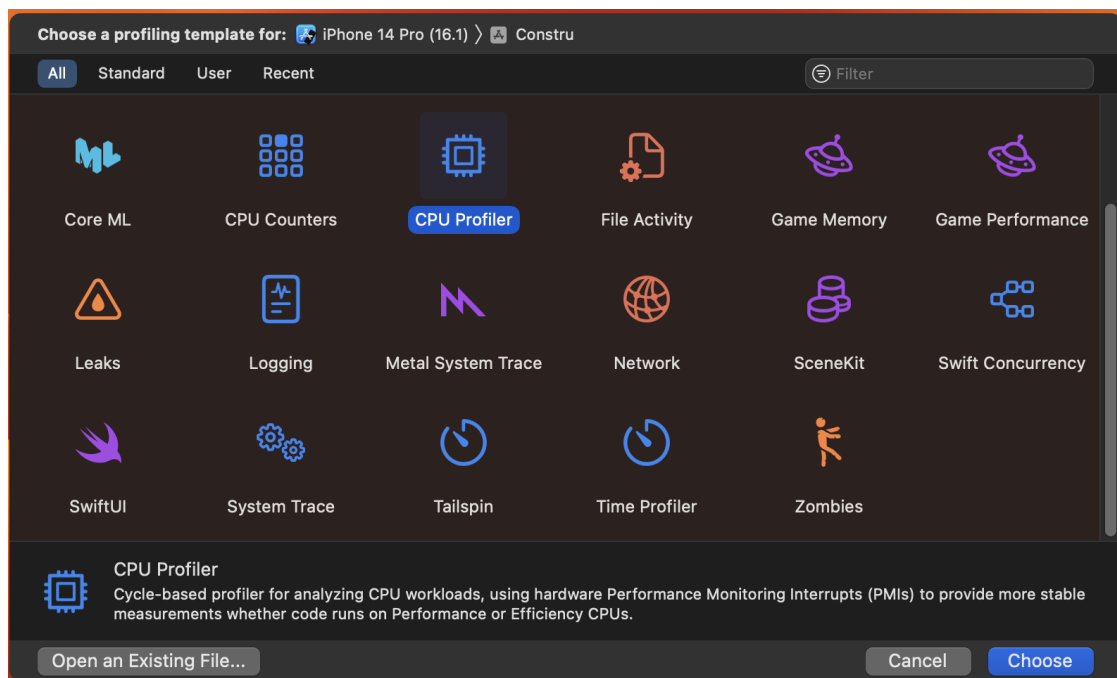 Choose a profiling template for: iPhone 14 Pro (16.1) 〉 Constru
All Standard User Recent Filter
Core ML CPU Counters CPU Profiler File Activity Game Memory Game Performance
Leaks Logging Metal System Trace Network SceneKit Swift Concurrency
SwiftUI System Trace Tailspin Time Profiler Zombies
CPU Profiler
Cycle-based profiler for analyzing CPU workloads, using hardware Performance Monitoring Interrupts (PMIs) to provide more stable
measurements whether code runs on Performance or Efficiency CPUs.
Open an Existing File... Cancel Choose